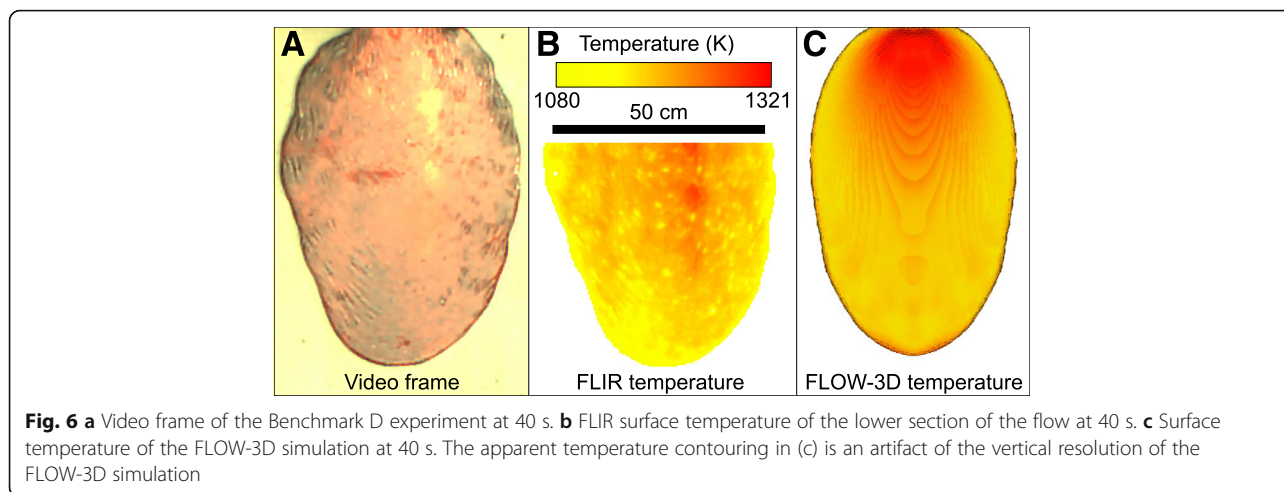 A
B
Temperature (K)
1080 1321
50 cm
C
Video frame
FLIR temperature
FLOW-3D temperature
Fig. 6 a Video frame of the Benchmark D experiment at 40 s. b FLIR surface temperature of the lower section of the flow at 40 s. c Surface
temperature of the FLOW-3D simulation at 40 s. The apparent temperature contouring in (c) is an artifact of the vertical resolution of the
FLOW-3D simulation